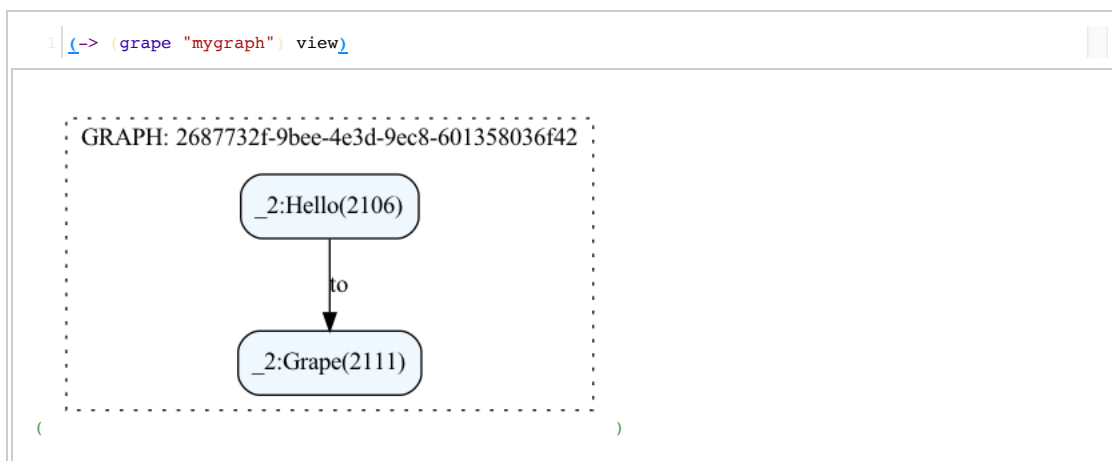 1 (-> (grape "mygraph") view)
GRAPH: 2687732f-9bee-4e3d-9ec8-601358036f42
_2:Hello(2106)
to
_2:Grape(2111)
( )